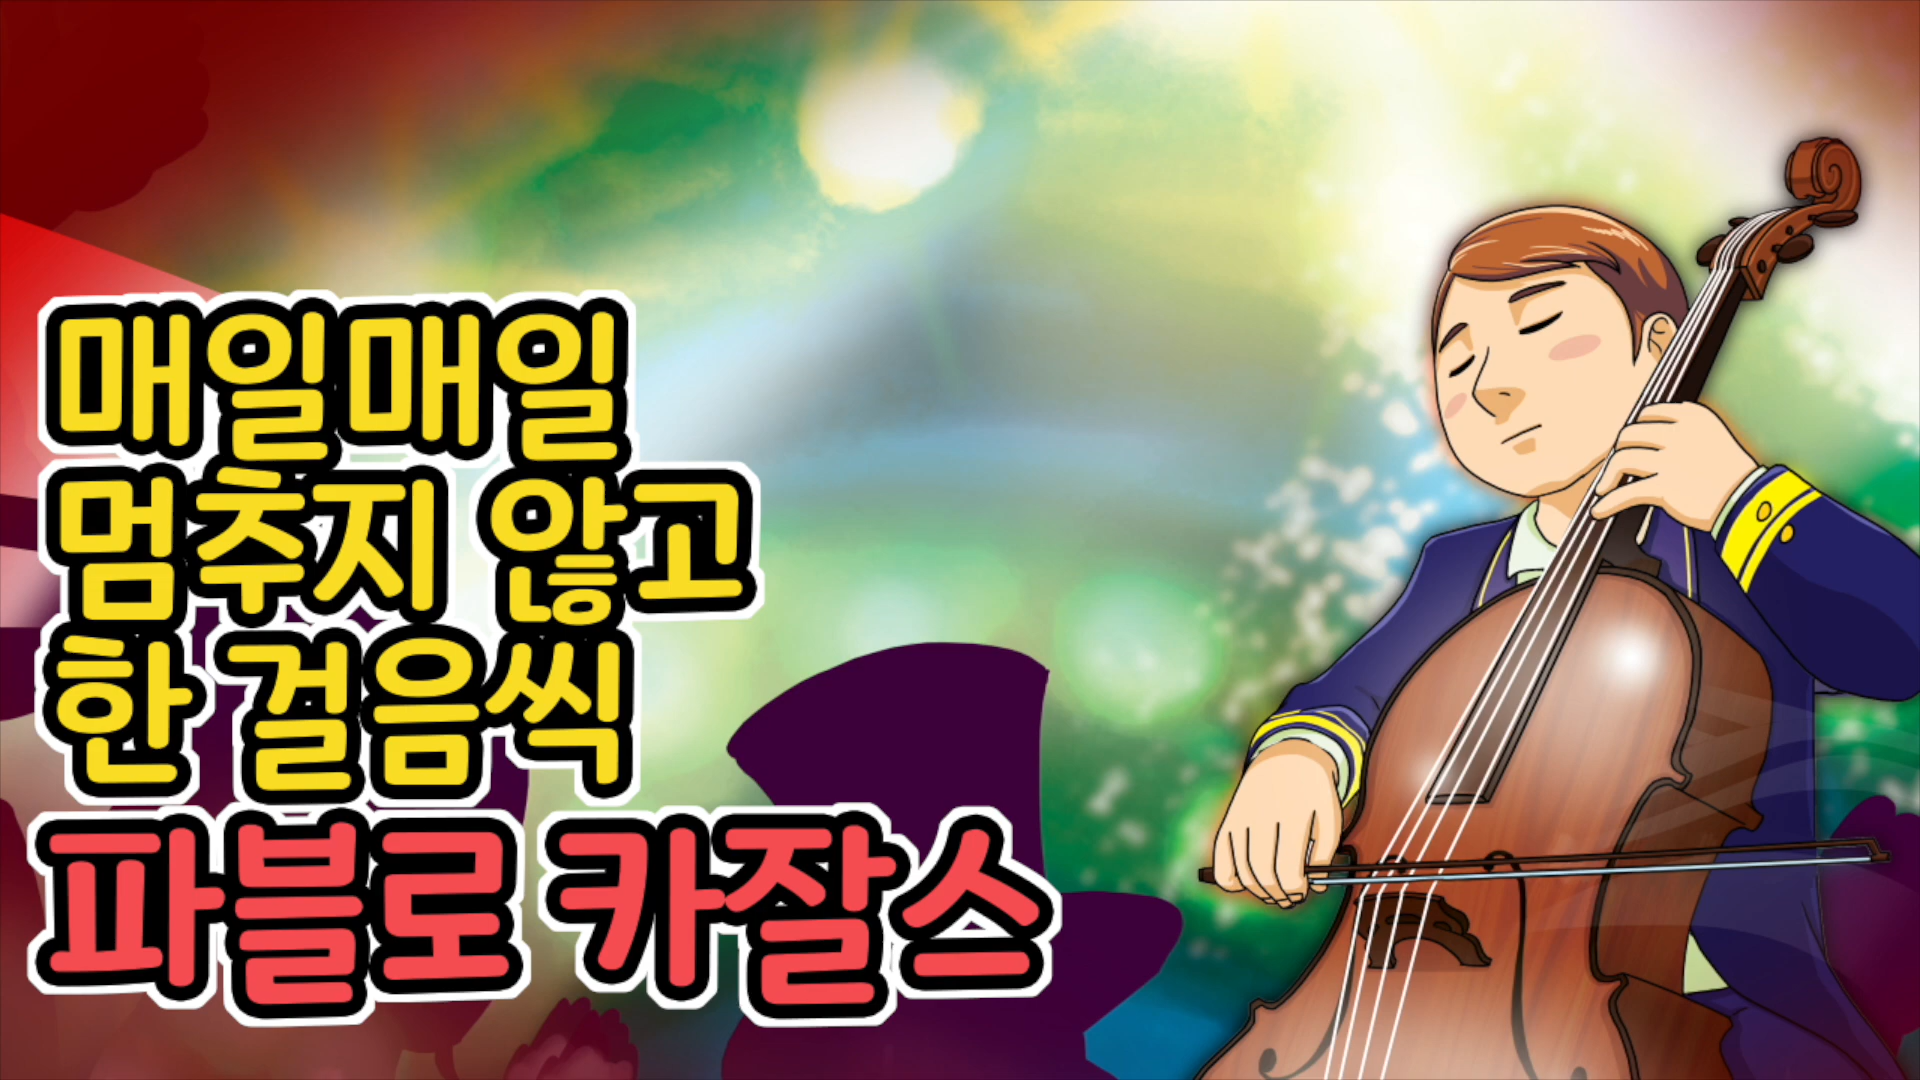 매일매일
멈추지 않고
한 걸음씩
파블로 카잘스